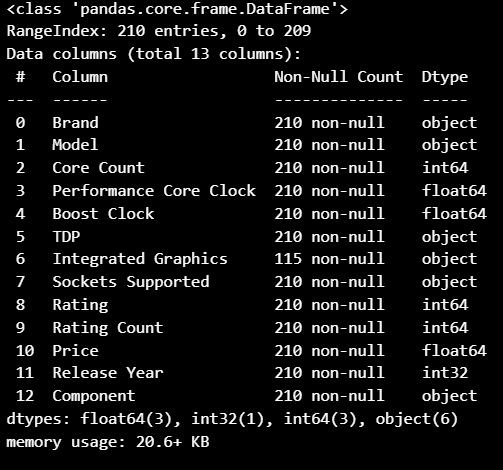 <class 'pandas.core.frame.DataFrame'>
RangeIndex: 210 entries, 0 to 209
Data columns (total 13 columns):
 #   Column                  Non-Null Count  Dtype
---  ------                  --------------  -----
 0   Brand                   210 non-null    object
 1   Model                   210 non-null    object
 2   Core Count              210 non-null    int64
 3   Performance Core Clock  210 non-null    float64
 4   Boost Clock             210 non-null    float64
 5   TDP                     210 non-null    object
 6   Integrated Graphics     115 non-null    object
 7   Sockets Supported       210 non-null    object
 8   Rating                  210 non-null    int64
 9   Rating Count            210 non-null    int64
 10  Price                   210 non-null    float64
 11  Release Year            210 non-null    int32
 12  Component               210 non-null    object
dtypes: float64(3), int32(1), int64(3), object(6)
memory usage: 20.6+ KB